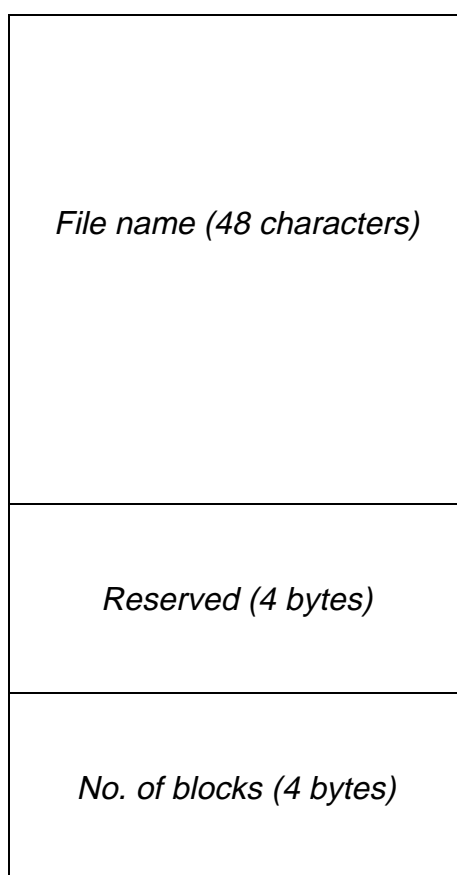 File name (48 characters)
Reserved (4 bytes)
No. of blocks (4 bytes)